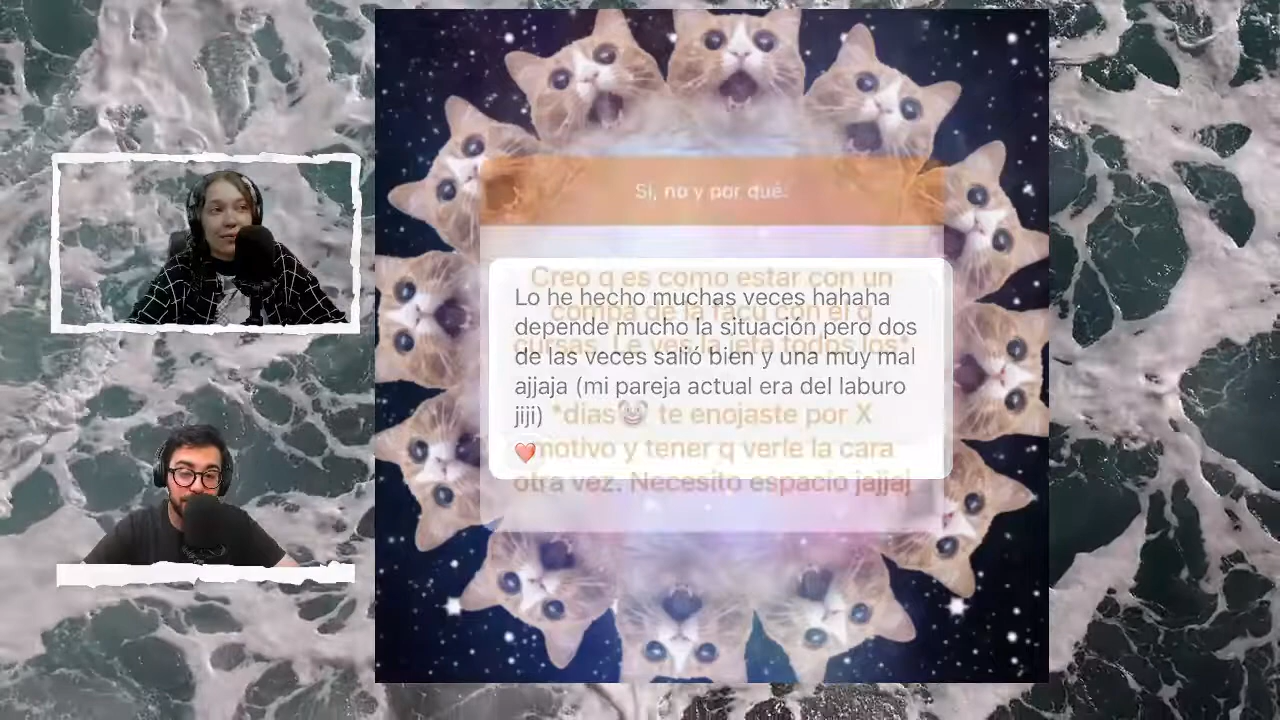 Sí, no y por qué.
Creo q es como estar con un
compa de la facu con el q
cursas. Le ves la jeta todos los*
*dias🤡 te enojaste por X
motivo y tener q verle la cara
otra vez. Necesito espacio jajjaj
Lo he hecho muchas veces hahaha
depende mucho la situación pero dos
de las veces salió bien y una muy mal
ajjaja (mi pareja actual era del laburo
jiji)
❤️